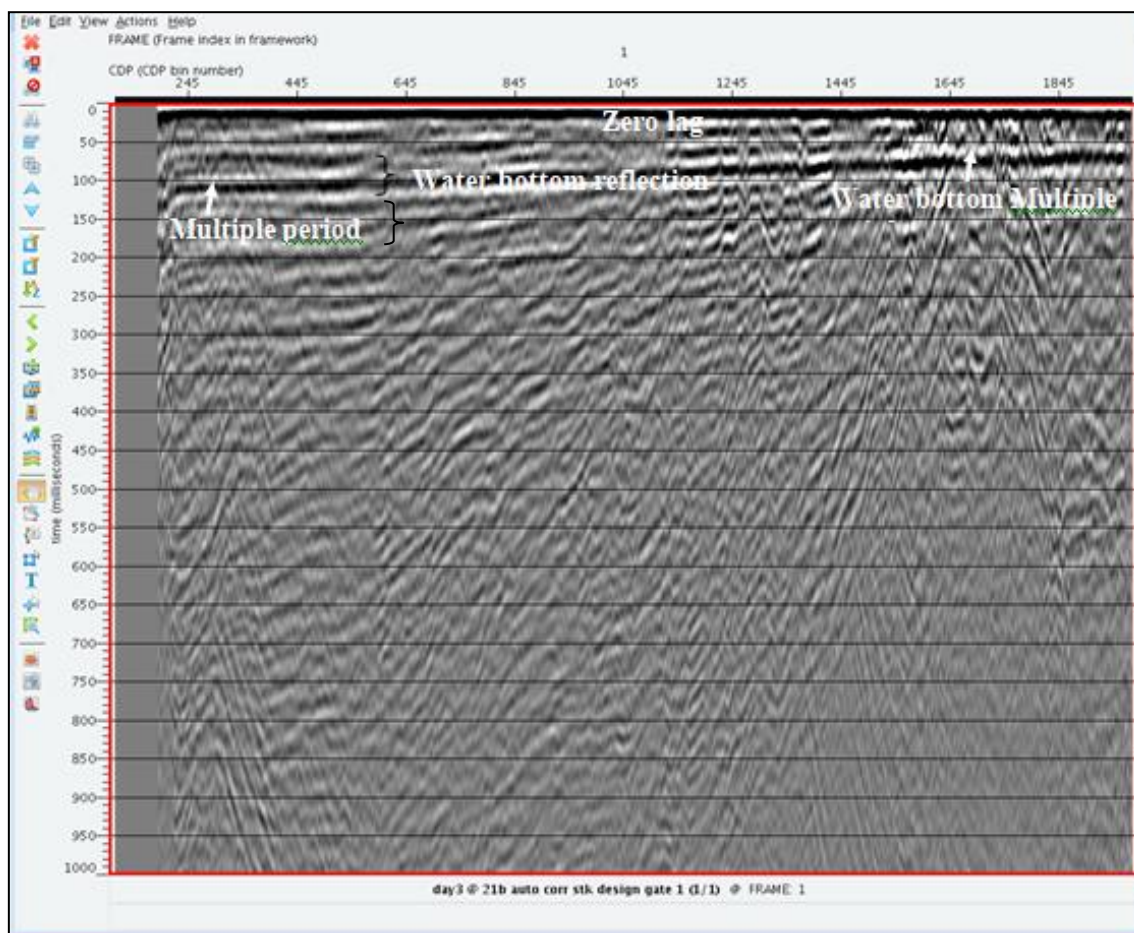 File Edit View Actions Help
FRAME (Frame index in framework)
1
CDP (CDP bin number)
245 445 645 845 1045 1245 1445 1645 1845
0
50
100
150
200
250
300
350
400
450
500
550
600
650
700
750
800
850
900
950
1000
time (milliseconds)
Zero lag
Water bottom reflection
Water bottom Multiple
Multiple period
day3 @ 21b auto corr stk design gate 1 (1/1) @ FRAME: 1